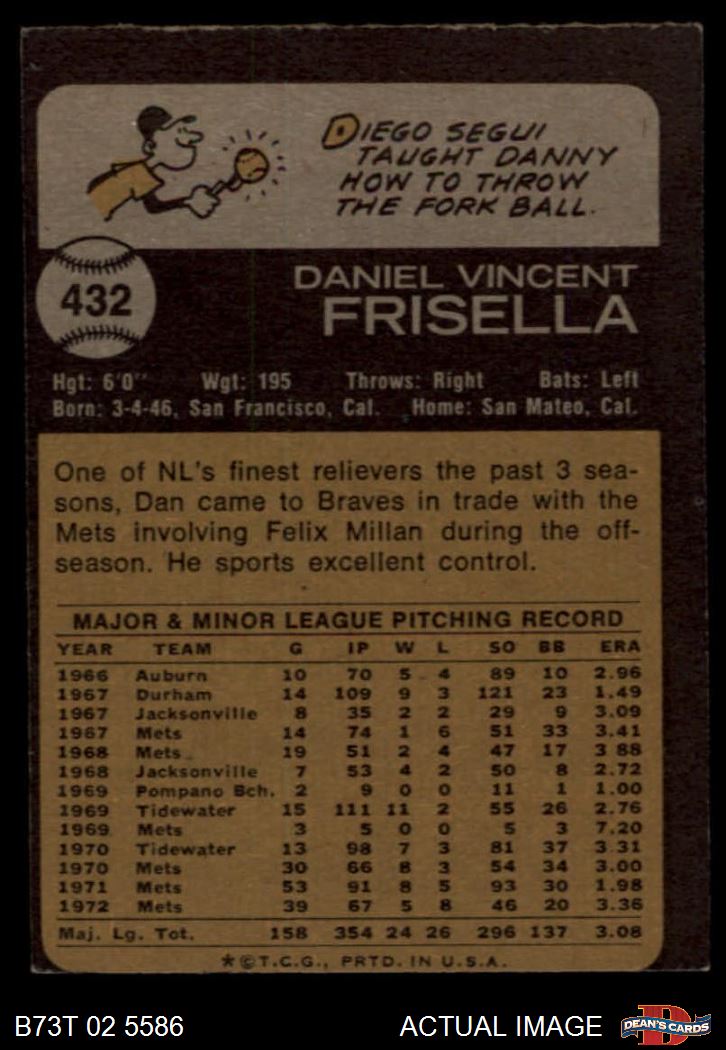 DIEGO SEGUI
TAUGHT DANNY
HOW TO THROW
THE FORK BALL.
432
DANIEL VINCENT
FRISELLA
Hgt: 6'0" Wgt: 195 Throws: Right Bats: Left
Born: 3-4-46, San Francisco, Cal. Home: San Mateo, Cal.
One of NL's finest relievers the past 3 sea-
sons, Dan came to Braves in trade with the
Mets involving Felix Millan during the off-
season. He sports excellent control.
MAJOR & MINOR LEAGUE PITCHING RECORD
YEAR TEAM G IP W L SO BB ERA
1966 Auburn 10 70 5 4 89 10 2.96
1967 Durham 14 109 9 3 121 23 1.49
1967 Jacksonville 8 35 2 2 29 9 3.09
1967 Mets 14 74 1 6 51 33 3.41
1968 Mets 19 51 2 4 47 17 3 88
1968 Jacksonville 7 53 4 2 50 8 2.72
1969 Pompano Bch. 2 9 0 0 11 1 1.00
1969 Tidewater 15 111 11 2 55 26 2.76
1969 Mets 3 5 0 0 5 3 7.20
1970 Tidewater 13 98 7 3 81 37 3.31
1970 Mets 30 66 8 3 54 34 3.00
1971 Mets 53 91 8 5 93 30 1.98
1972 Mets 39 67 5 8 46 20 3.36
Maj. Lg. Tot. 158 354 24 26 296 137 3.08
*©T.C.G., PRTD. IN U.S.A.
B73T 02 5586 ACTUAL IMAGE D DEAN'S CARDS